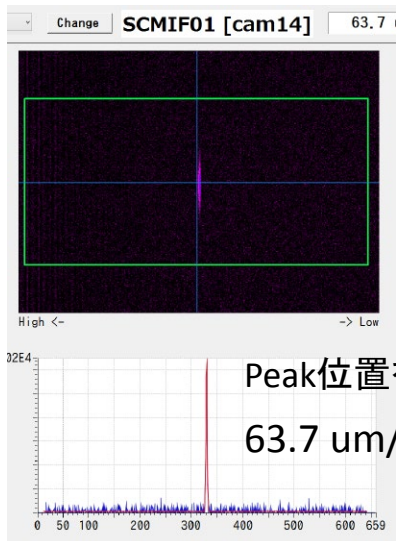 Change SCMIF01 [cam14] 63.7
High <- -> Low
02E4
Peak位置
63.7 um/
0 50 100 200 300 400 500 600 659